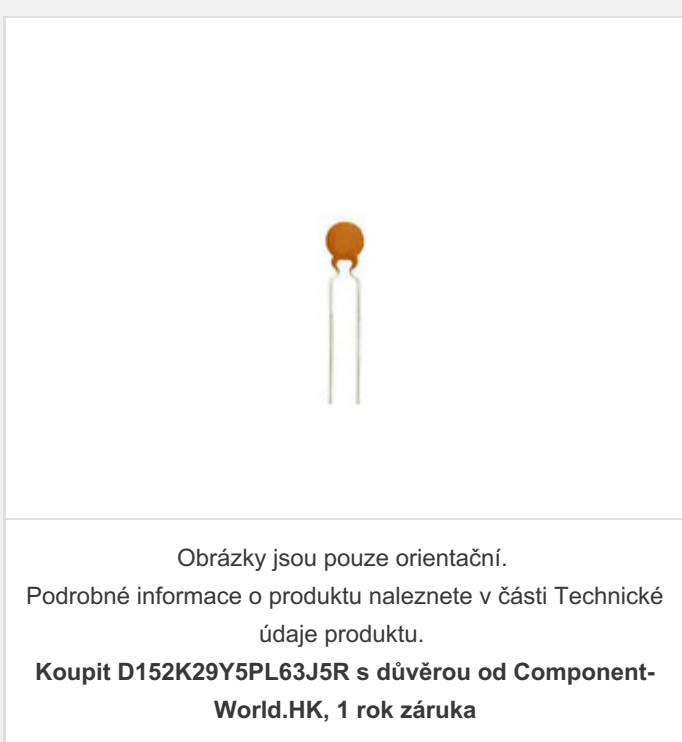 Obrázky jsou pouze orientační.
Podrobné informace o produktu naleznete v části Technické
údaje produktu.
Koupit D152K29Y5PL63J5R s důvěrou od Component-
World.HK, 1 rok záruka